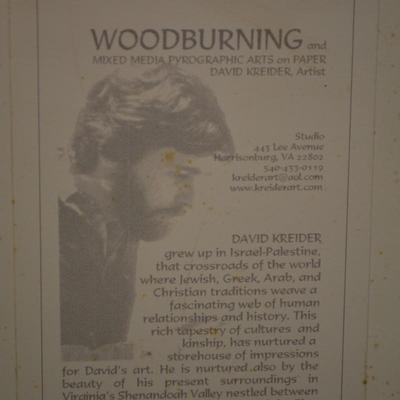 WOODBURNING and
MIXED MEDIA PYROGRAPHIC ARTS on PAPER
DAVID KREIDER, Artist
Studio
443 Lee Avenue
Harrisonburg, VA 22802
540-433-0119
kreiderart@aol.com
www.kreiderart.com
DAVID KREIDER
grew up in Israel-Palestine,
that crossroads of the world
where Jewish, Greek, Arab, and
Christian traditions weave a
fascinating web of human
relationships and history. This
rich tapestry of cultures and
kinship, has nurtured a
storehouse of impressions
for David's art. He is nurtured also by the
beauty of his present surroundings in
Virginia's Shenandoah Valley nestled between